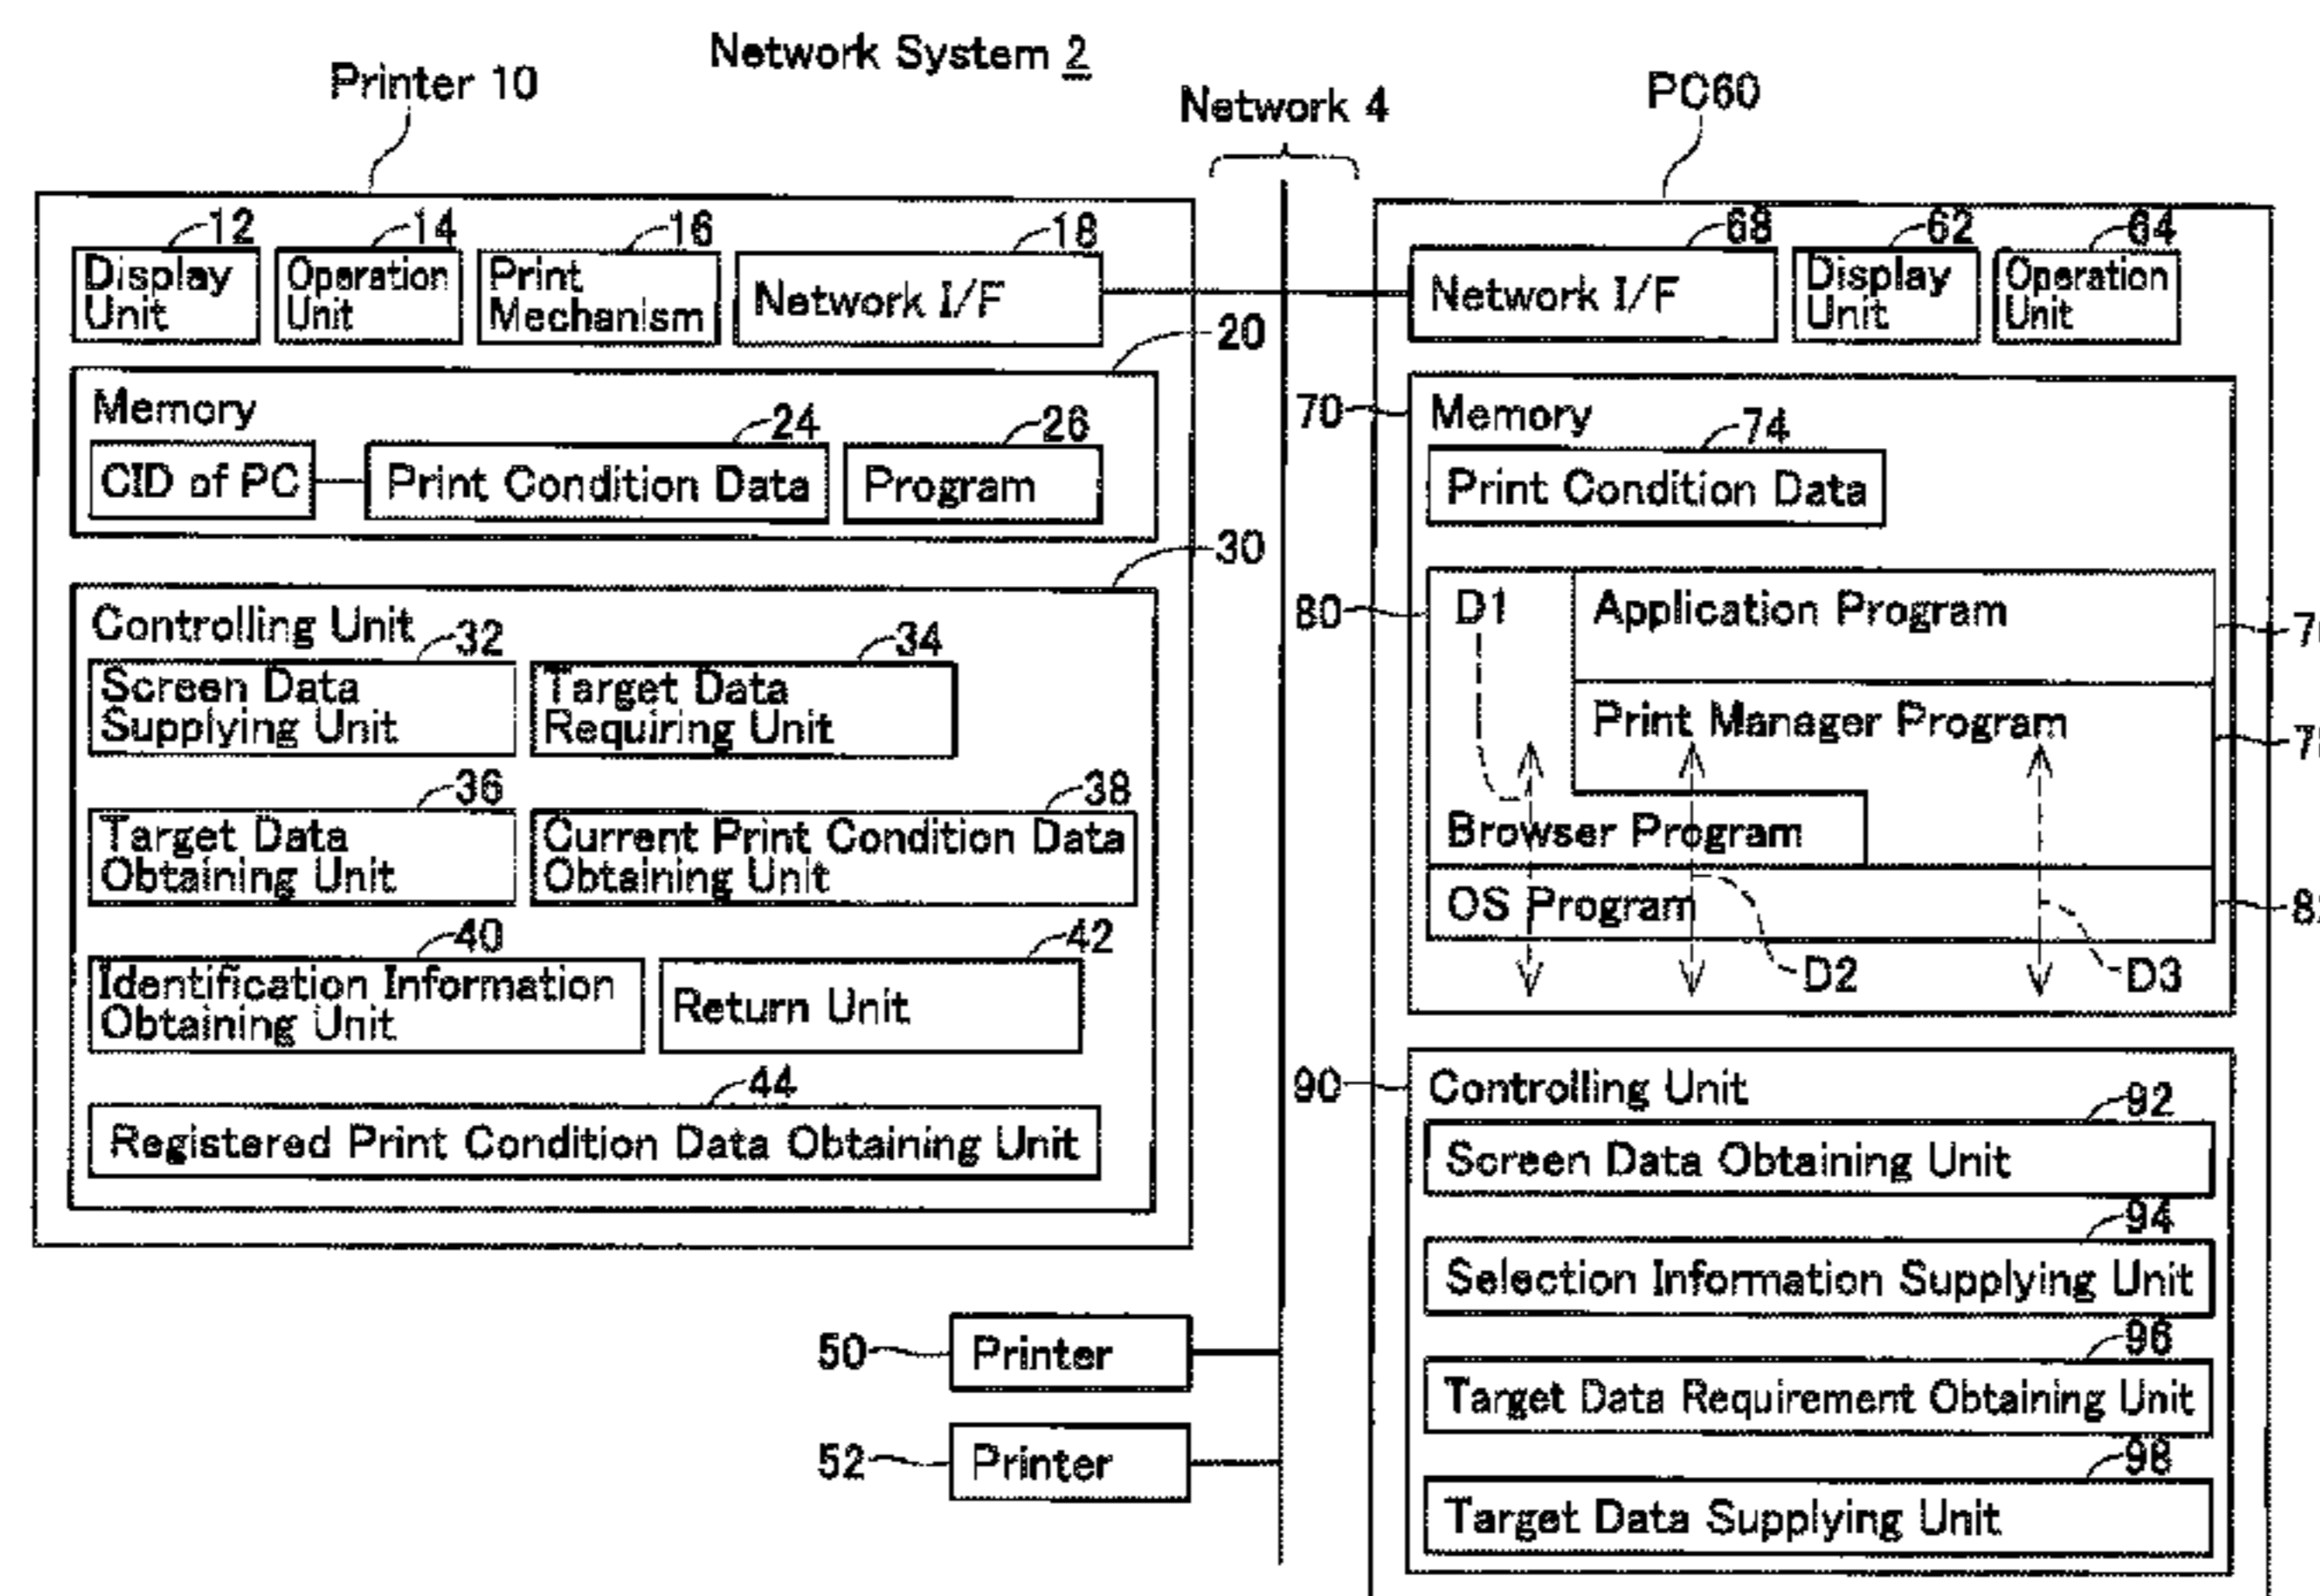 Network System 2
Printer 10
Network 4
PC60
12
14
16
18
Display
Unit
Operation
Unit
Print
Mechanism
Network I/F
20
Memory
24
26
CID of PC
Print Condition Data
Program
30
Controlling Unit
32
34
Screen Data
Supplying Unit
Target Data
Requiring Unit
36
38
Target Data
Obtaining Unit
Current Print Condition Data
Obtaining Unit
40
42
Identification Information
Obtaining Unit
Return Unit
44
Registered Print Condition Data Obtaining Unit
50
Printer
52
Printer
68
62
64
Network I/F
Display
Unit
Operation
Unit
70
Memory
74
Print Condition Data
80
D1
Application Program
Print Manager Program
Browser Program
OS Program
D2
D3
90
Controlling Unit
92
Screen Data Obtaining Unit
94
Selection Information Supplying Unit
96
Target Data Requirement Obtaining Unit
98
Target Data Supplying Unit